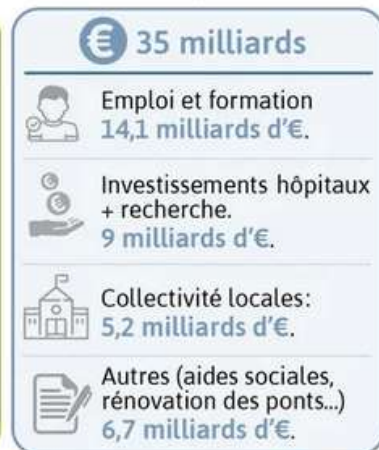 € 35 milliards
Emploi et formation
14,1 milliards d'€.
Investissements hôpitaux
+ recherche.
9 milliards d'€.
Collectivité locales:
5,2 milliards d'€.
Autres (aides sociales,
rénovation des ponts...)
6,7 milliards d'€.